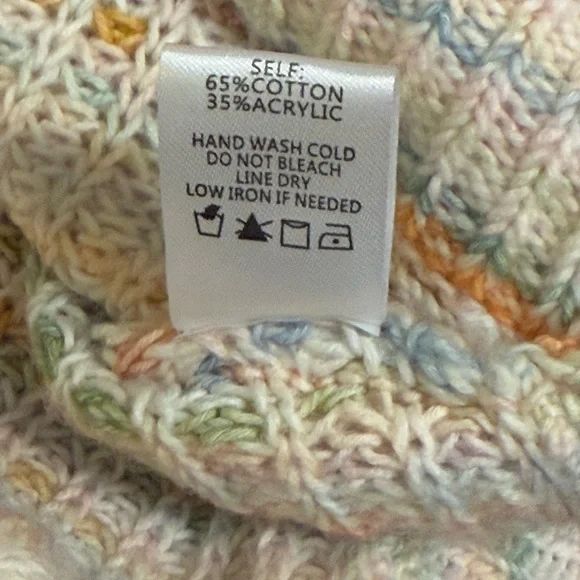 SELF:
65%COTTON
35%ACRYLIC
HAND WASH COLD
DO NOT BLEACH
LINE DRY
LOW IRON IF NEEDED